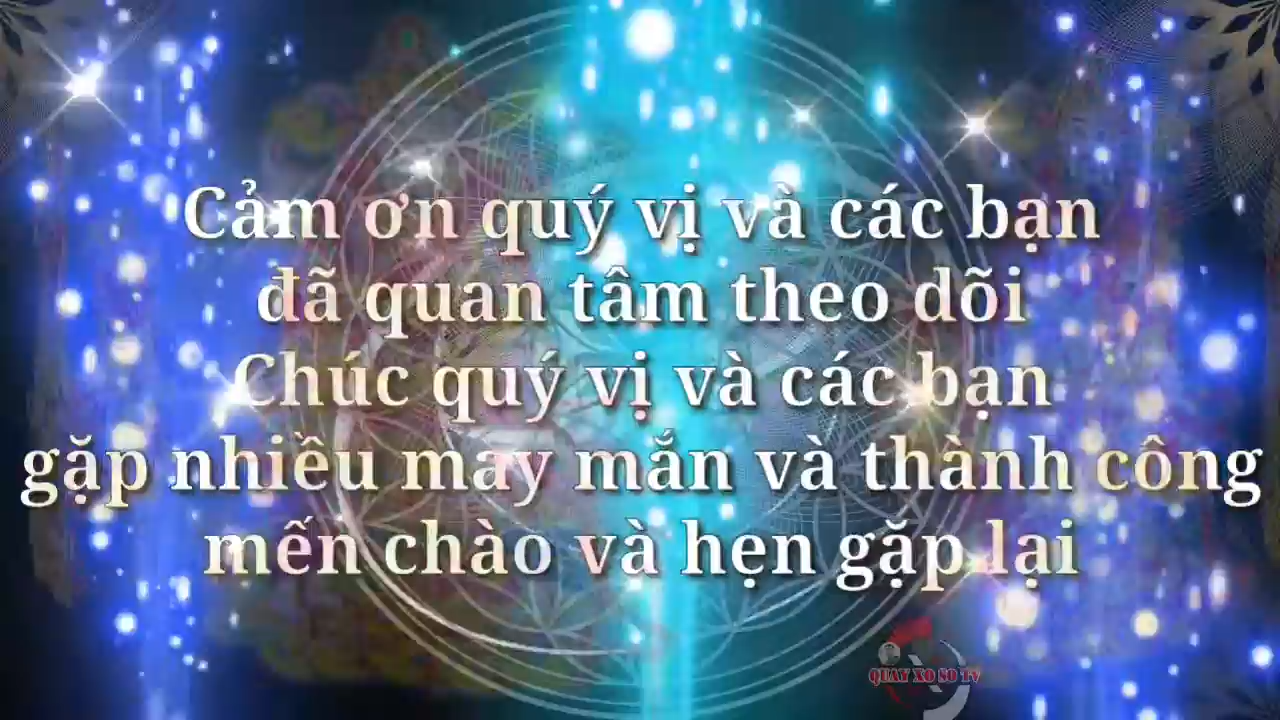 Cảm ơn quý vị và các bạn
đã quan tâm theo dõi
Chúc quý vị và các bạn
gặp nhiều may mắn và thành công
mến chào và hẹn gặp lại
QUAY XO SO TV